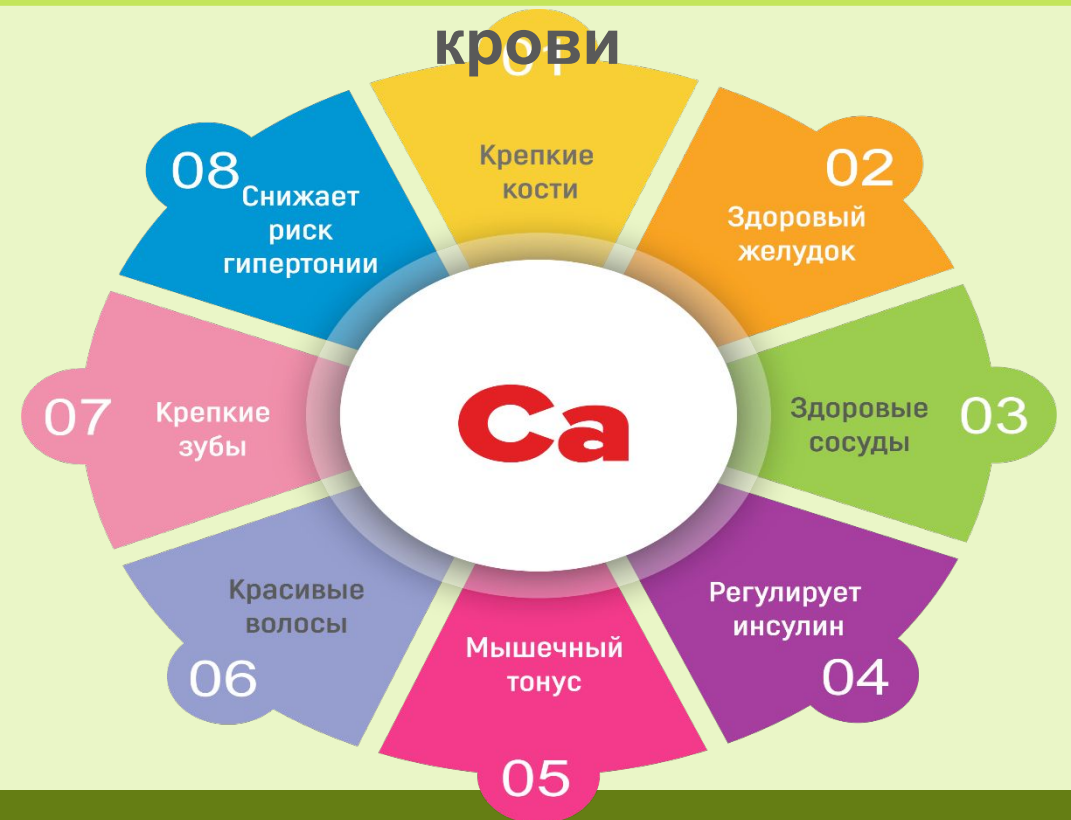 крови
01
Крепкие
кости
02
Здоровый
желудок
03
Здоровые
сосуды
04
Регулирует
инсулин
05
Мышечный
тонус
06
Красивые
волосы
07
Крепкие
зубы
08
Снижает
риск
гипертонии
Ca